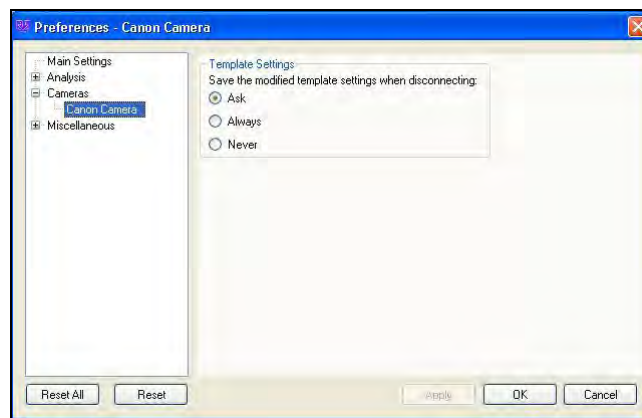 Preferences - Canon Camera
Main Settings
Analysis
Cameras
Canon Camera
Miscellaneous
Template Settings
Save the modified template settings when disconnecting:
Ask
Always
Never
Reset All
Reset
Apply
OK
Cancel